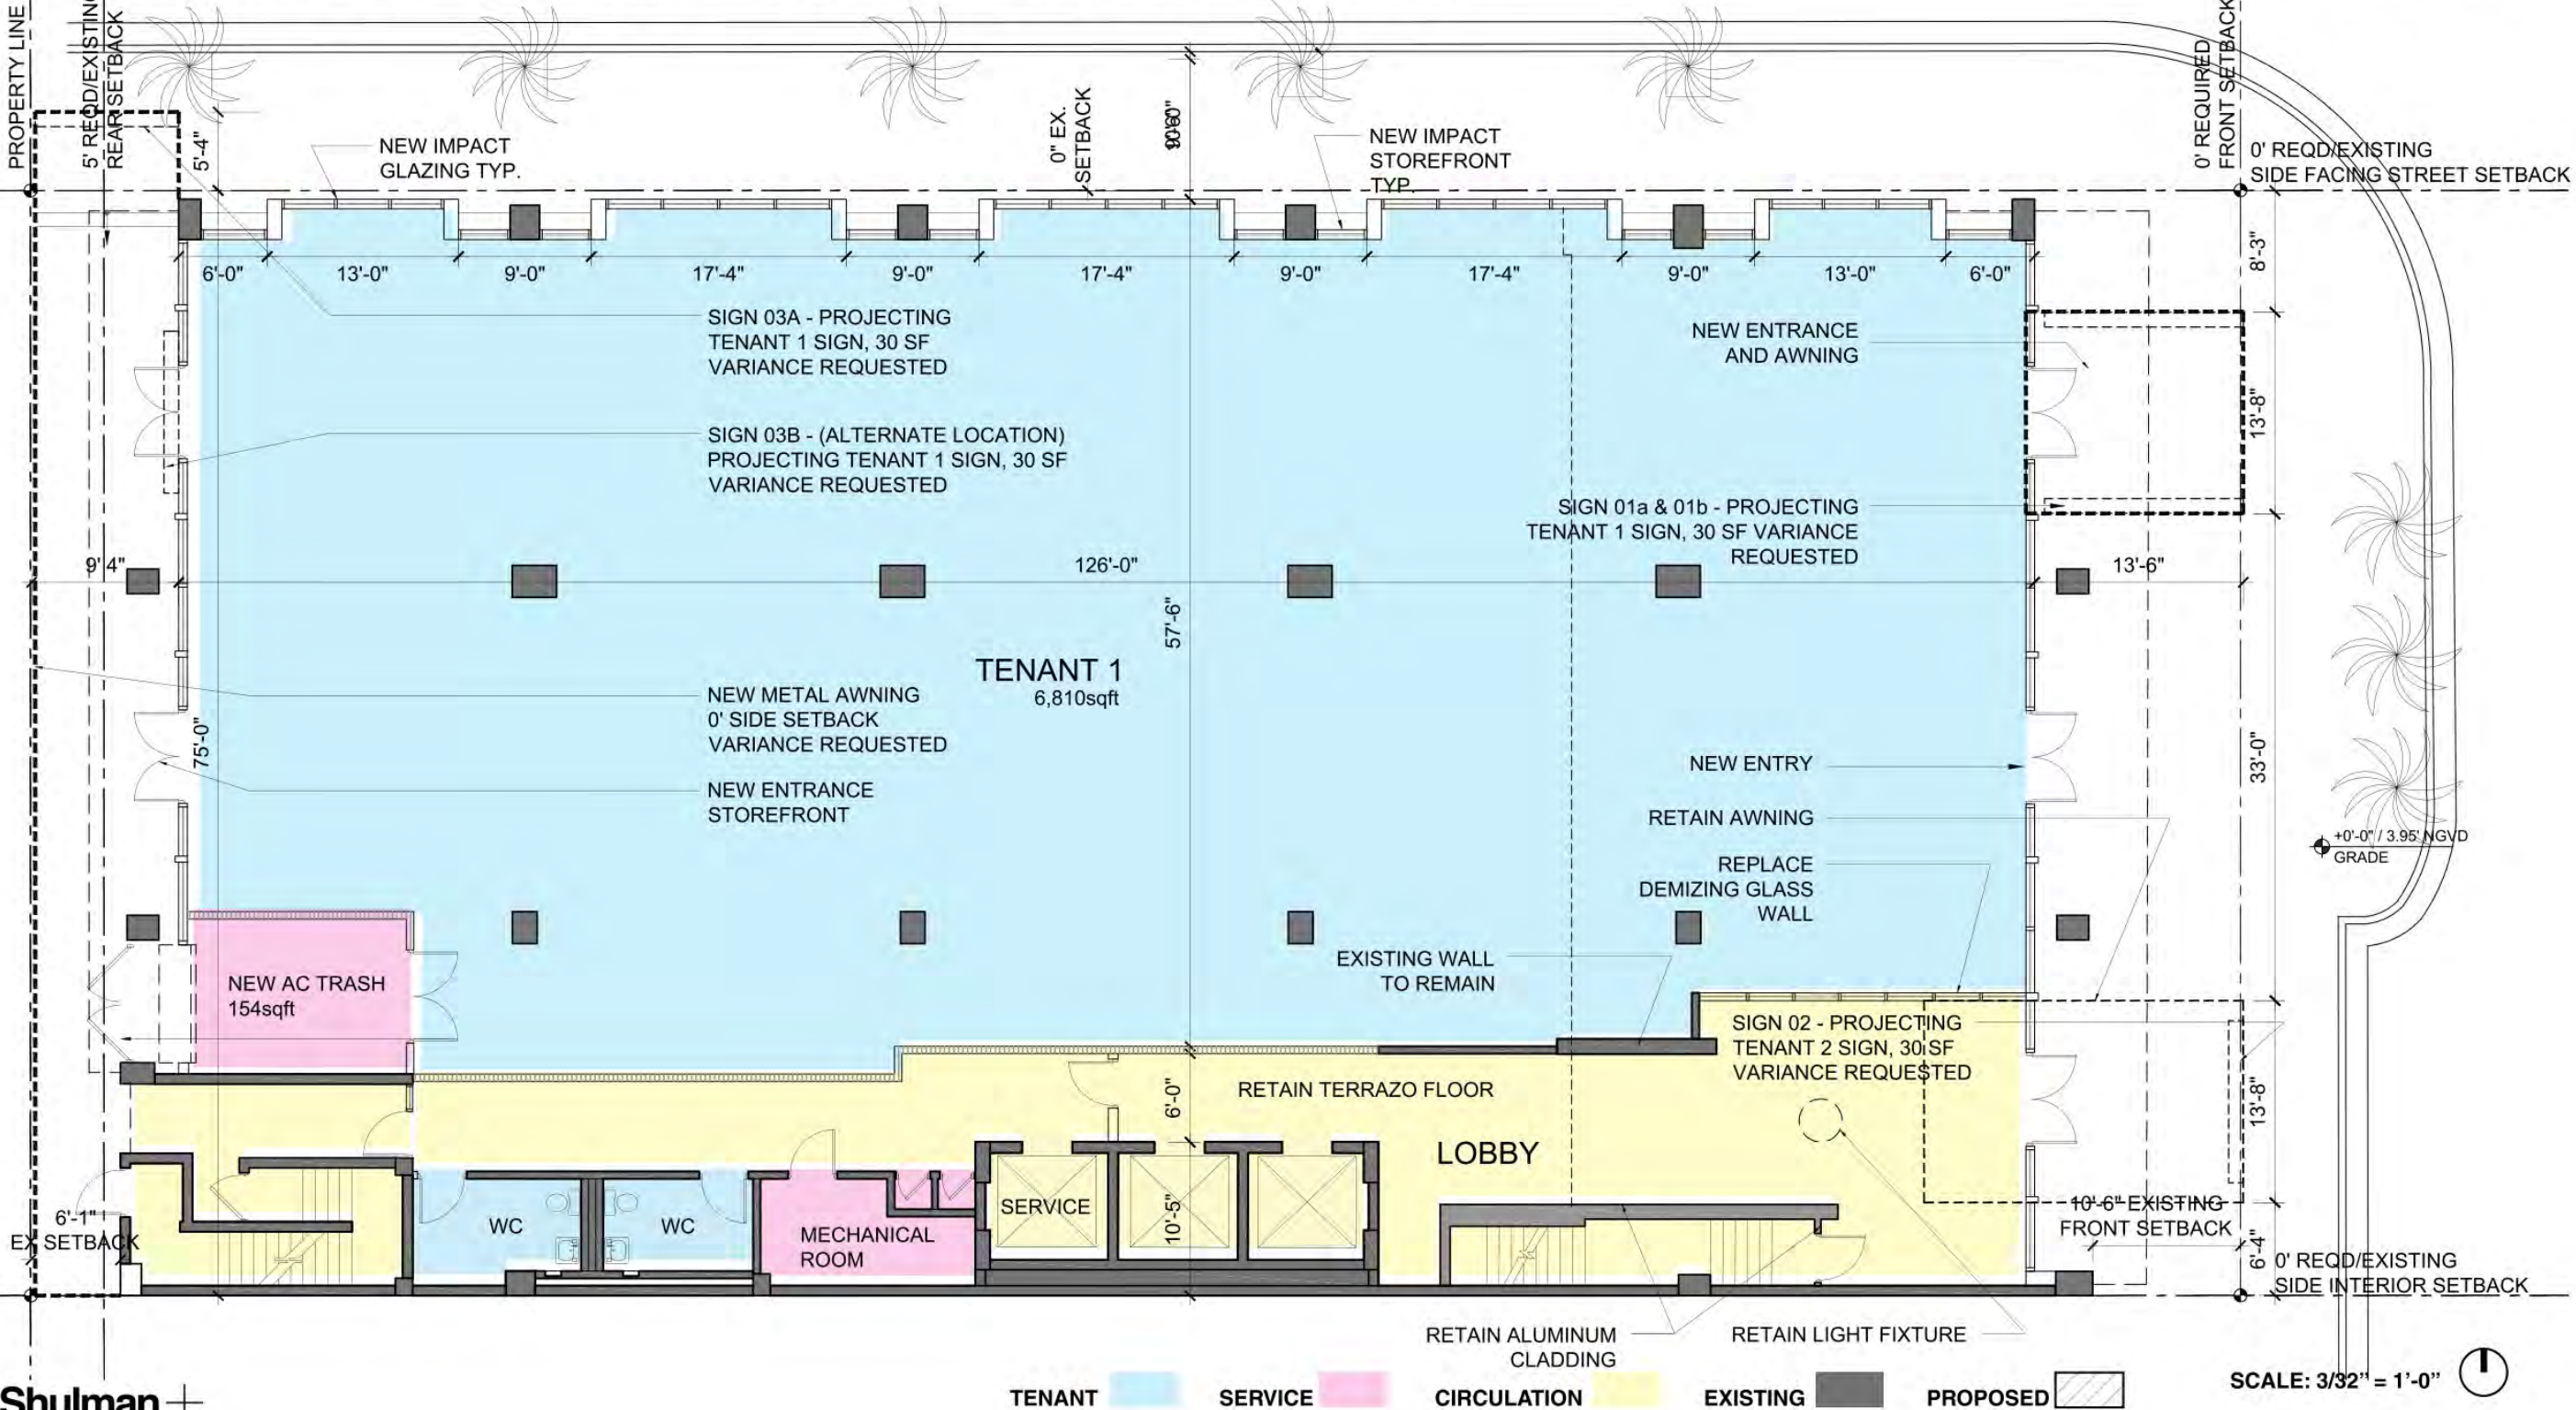 PROPERTY LINE
5' REQD/EXISTING
REAR SETBACK
5'-4"
NEW IMPACT
GLAZING TYP.
0" EX.
SETBACK
NEW IMPACT
STOREFRONT
TYP.
0' REQUIRED
FRONT SETBACK
0' REQD/EXISTING
SIDE FACING STREET SETBACK
6'-0"
13'-0"
9'-0"
17'-4"
9'-0"
17'-4"
9'-0"
17'-4"
9'-0"
13'-0"
6'-0"
8'-3"
SIGN 03A - PROJECTING
TENANT 1 SIGN, 30 SF
VARIANCE REQUESTED
NEW ENTRANCE
AND AWNING
13'-8"
SIGN 03B - (ALTERNATE LOCATION)
PROJECTING TENANT 1 SIGN, 30 SF
VARIANCE REQUESTED
SIGN 01a & 01b - PROJECTING
TENANT 1 SIGN, 30 SF VARIANCE
REQUESTED
9'4"
126'-0"
13'-6"
57'-6"
TENANT 1
6,810sqft
NEW METAL AWNING
0' SIDE SETBACK
VARIANCE REQUESTED
75'-0"
NEW ENTRANCE
STOREFRONT
NEW ENTRY
33'-0"
RETAIN AWNING
+0'-0" / 3.95' NGVD
GRADE
REPLACE
DEMIZING GLASS
WALL
EXISTING WALL
TO REMAIN
NEW AC TRASH
154sqft
SIGN 02 - PROJECTING
TENANT 2 SIGN, 30 SF
VARIANCE REQUESTED
RETAIN TERRAZO FLOOR
6'-0"
13'-8"
LOBBY
SERVICE
10'-5"
WC
WC
MECHANICAL
ROOM
6'-1"
EX SETBACK
10'-6" EXISTING
FRONT SETBACK
6'-4"
0' REQD/EXISTING
SIDE INTERIOR SETBACK
RETAIN ALUMINUM
CLADDING
RETAIN LIGHT FIXTURE
Shulman +
TENANT
SERVICE
CIRCULATION
EXISTING
PROPOSED
SCALE: 3/32" = 1'-0"